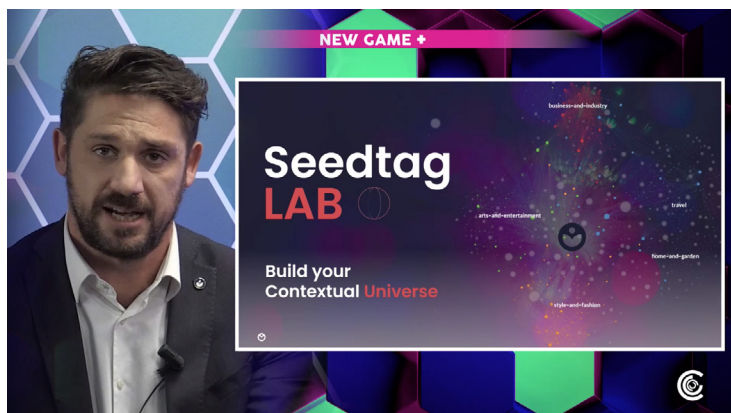 NEW GAME +
Seedtag
LAB
Build your
Contextual Universe
business-and-industry
travel
arts-and-entertainment
home-and-garden
style-and-fashion